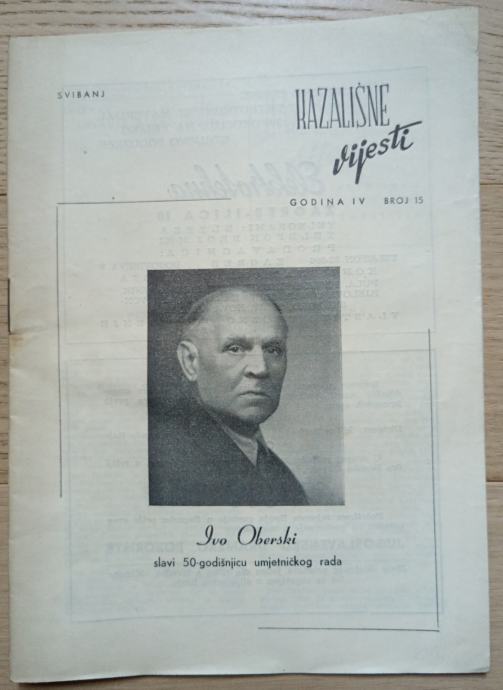 SVIBANJ
KAZALIŠNE
vijesti
GODINA IV BROJ 15
Ivo Oberski
slavi 50-godišnjicu umjetničkog rada